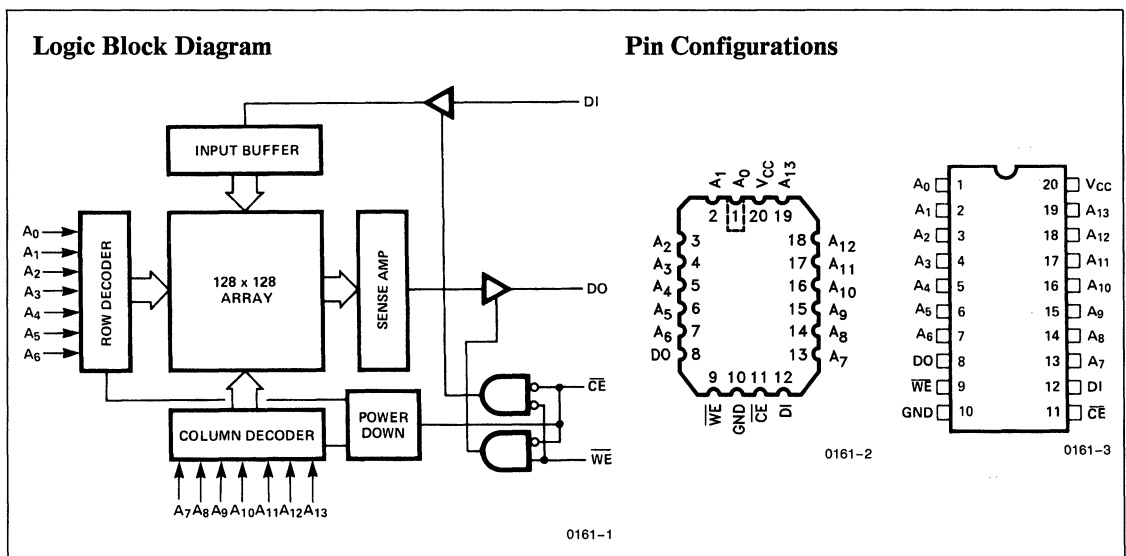 Logic Block Diagram
DI
INPUT BUFFER
A0
A1
A2
A3
A4
A5
A6
ROW DECODER
128 x 128
ARRAY
SENSE AMP
DO
CE
POWER
DOWN
COLUMN DECODER
WE
A7 A8 A9 A10 A11 A12 A13
0161-1
Pin Configurations
A1 A0 VCC A13
2 1 20 19
A2 3 18 A12
A3 4 17 A11
A4 5 16 A10
A5 6 15 A9
A6 7 14 A8
DO 8 13 A7
9 10 11 12
WE GND CE DI
0161-2
A0 1 20 VCC
A1 2 19 A13
A2 3 18 A12
A3 4 17 A11
A4 5 16 A10
A5 6 15 A9
A6 7 14 A8
DO 8 13 A7
WE 9 12 DI
GND 10 11 CE
0161-3